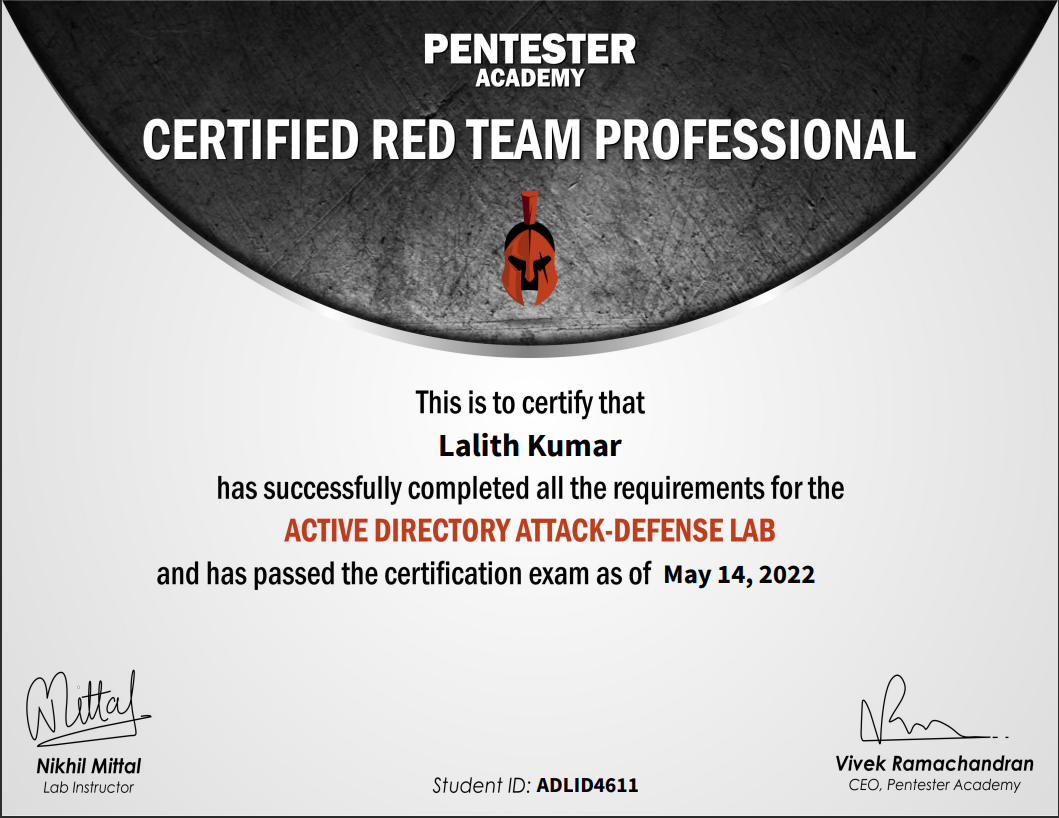 PENTESTER
ACADEMY
CERTIFIED RED TEAM PROFESSIONAL
This is to certify that
Lalith Kumar
has successfully completed all the requirements for the
ACTIVE DIRECTORY ATTACK-DEFENSE LAB
and has passed the certification exam as of May 14, 2022
Mittal
Nikhil Mittal
Lab Instructor
Student ID: ADLID4611
Vivek Ramachandran
CEO, Pentester Academy